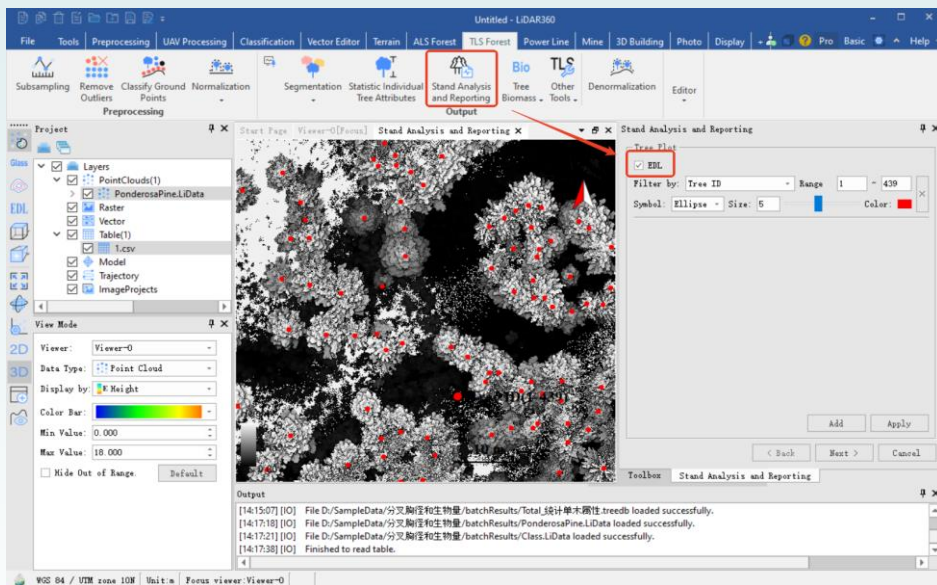 Untitled - LiDAR360
File Tools Preprocessing UAV Processing Classification Vector Editor Terrain ALS Forest TLS Forest Power Line Mine 3D Building Photo Display Pro Basic Help
Subsampling
Remove Outliers
Classify Ground Points
Normalization
Segmentation
Statistic Individual Tree Attributes
Stand Analysis and Reporting
Bio
Tree Biomass
TLS
Other Tools
Denormalization
Editor
Preprocessing
Output
Project
Layers
PointClouds(1)
PonderosaPine.LiData
Raster
Vector
Table(1)
1.csv
Model
Trajectory
ImageProjects
Glass
EDL
2D
3D
View Mode
Viewer: Viewer-0
Data Type: Point Cloud
Display by: E Height
Color Bar:
Min Value: 0.000
Max Value: 18.000
Hide Out of Range.
Default
Start Page Viewer-0[Focus] Stand Analysis and Reporting
Stand Analysis and Reporting
Tree Plot
EDL
Filter by: Tree ID Range 1 - 439
Symbol: Ellipse Size: 5 Color:
Add Apply
< Back Next > Cancel
Toolbox Stand Analysis and Reporting
Output
[14:15:07] [IO] File D:/SampleData/分叉胸径和生物量/batchResults/Total_统计单木属性.treedb loaded successfully.
[14:17:18] [IO] File D:/SampleData/分叉胸径和生物量/batchResults/PonderosaPine.LiData loaded successfully.
[14:17:21] [IO] File D:/SampleData/分叉胸径和生物量/batchResults/Class.LiData loaded successfully.
[14:17:38] [IO] Finished to read table.
WGS 84 / UTM zone 10N Unit:m Focus viewer:Viewer-0